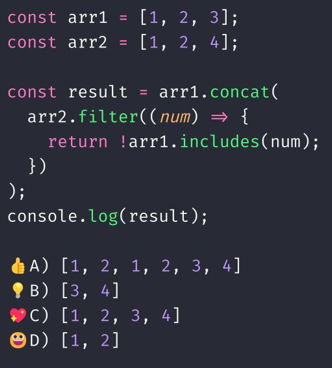 const arr1 = [1, 2, 3];
const arr2 = [1, 2, 4];
const result = arr1.concat(
  arr2.filter((num) => {
    return !arr1.includes(num);
  })
);
console.log(result);
👍A) [1, 2, 1, 2, 3, 4]
💡B) [3, 4]
💖C) [1, 2, 3, 4]
😀D) [1, 2]